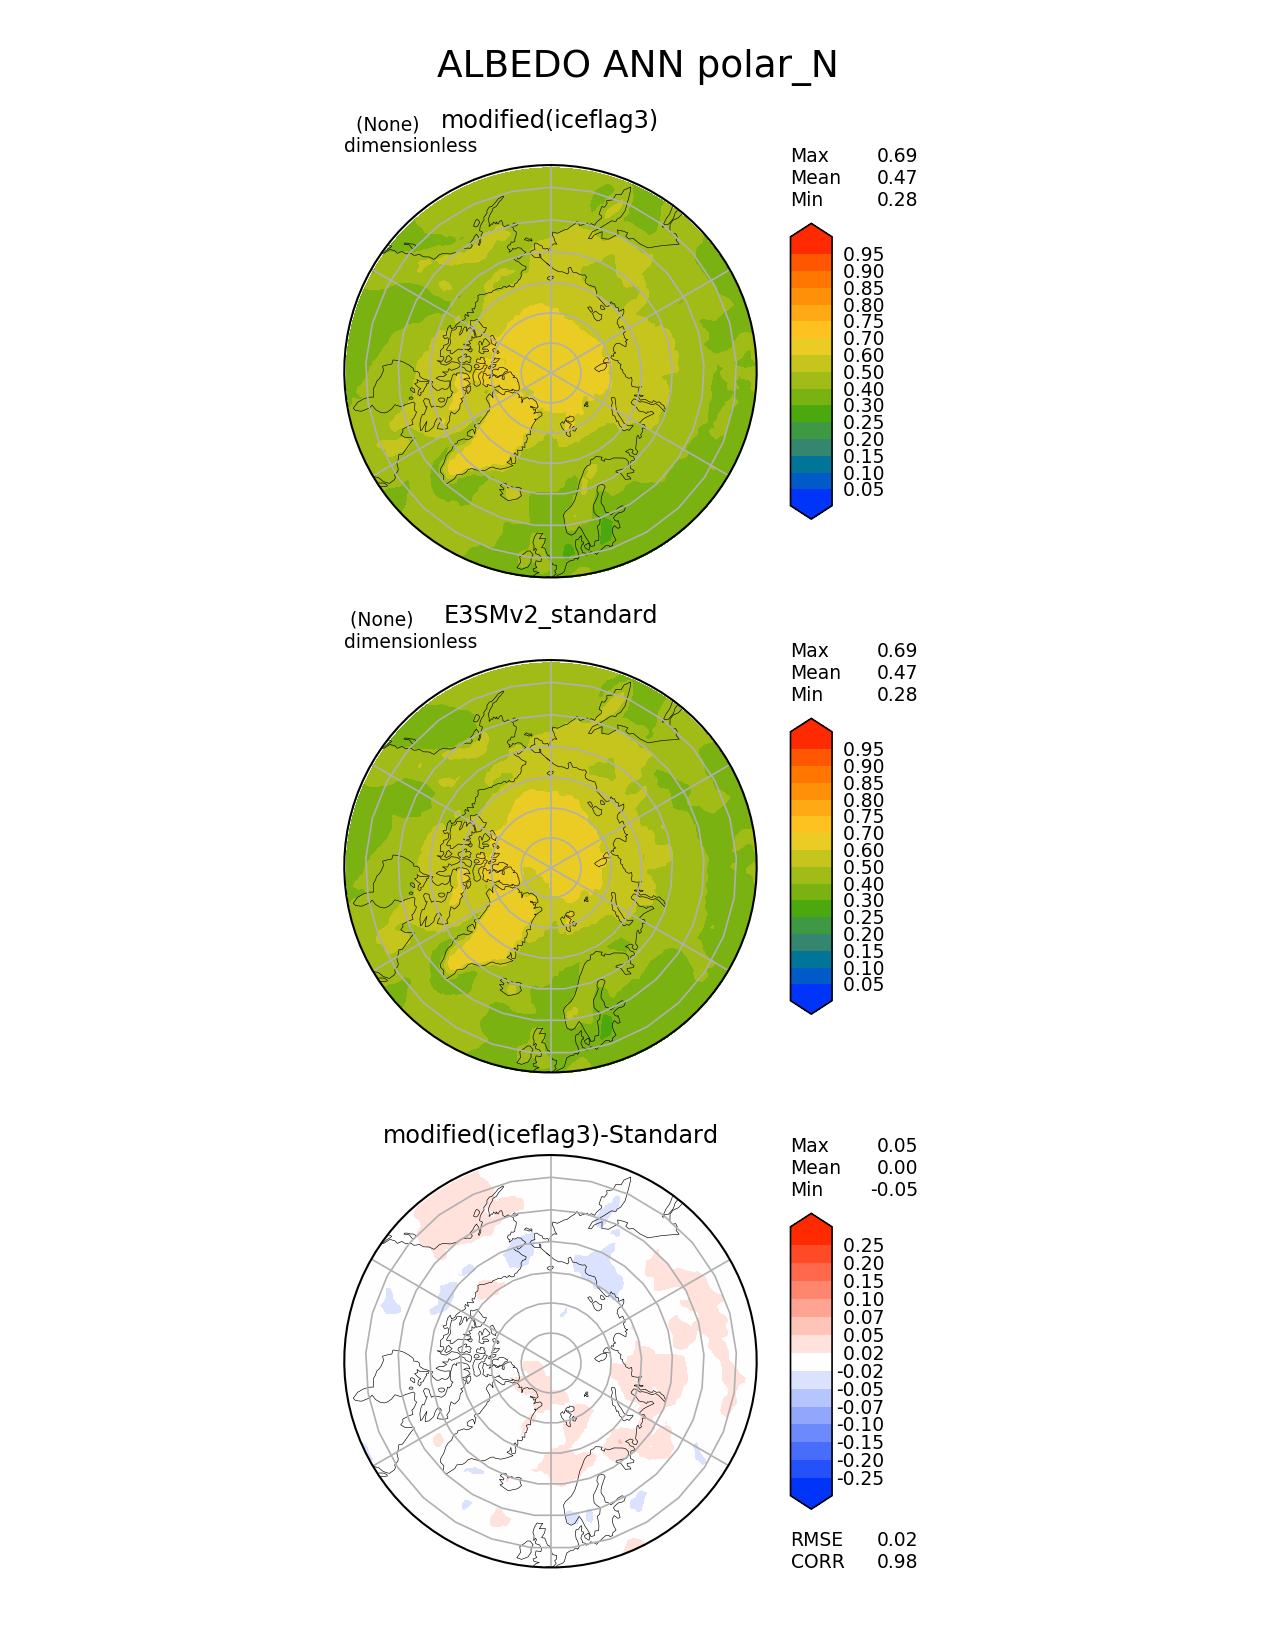 ALBEDO ANN polar_N
(None) modified(iceflag3)
dimensionless
Max 0.69
Mean 0.47
Min 0.28
0.95
0.90
0.85
0.80
0.75
0.70
0.60
0.50
0.40
0.30
0.25
0.20
0.15
0.10
0.05
(None) E3SMv2_standard
dimensionless
Max 0.69
Mean 0.47
Min 0.28
0.95
0.90
0.85
0.80
0.75
0.70
0.60
0.50
0.40
0.30
0.25
0.20
0.15
0.10
0.05
modified(iceflag3)-Standard
Max 0.05
Mean 0.00
Min -0.05
0.25
0.20
0.15
0.10
0.07
0.05
0.02
-0.02
-0.05
-0.07
-0.10
-0.15
-0.20
-0.25
RMSE 0.02
CORR 0.98